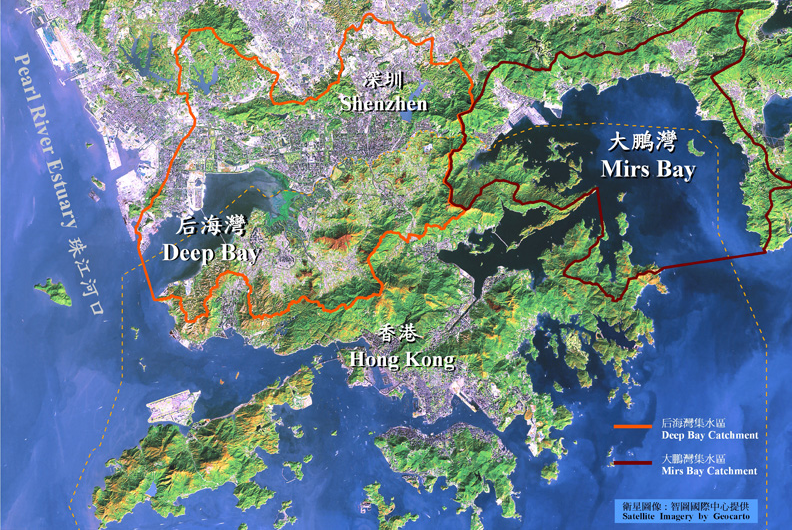 深圳
Shenzhen
Pearl River Estuary 珠江河口
大鵬灣
Mirs Bay
后海灣
Deep Bay
香港
Hong Kong
后海灣集水區
Deep Bay Catchment
大鵬灣集水區
Mirs Bay Catchment
衛星圖像：智圖國際中心提供
Satellite Imagery by Geocarto